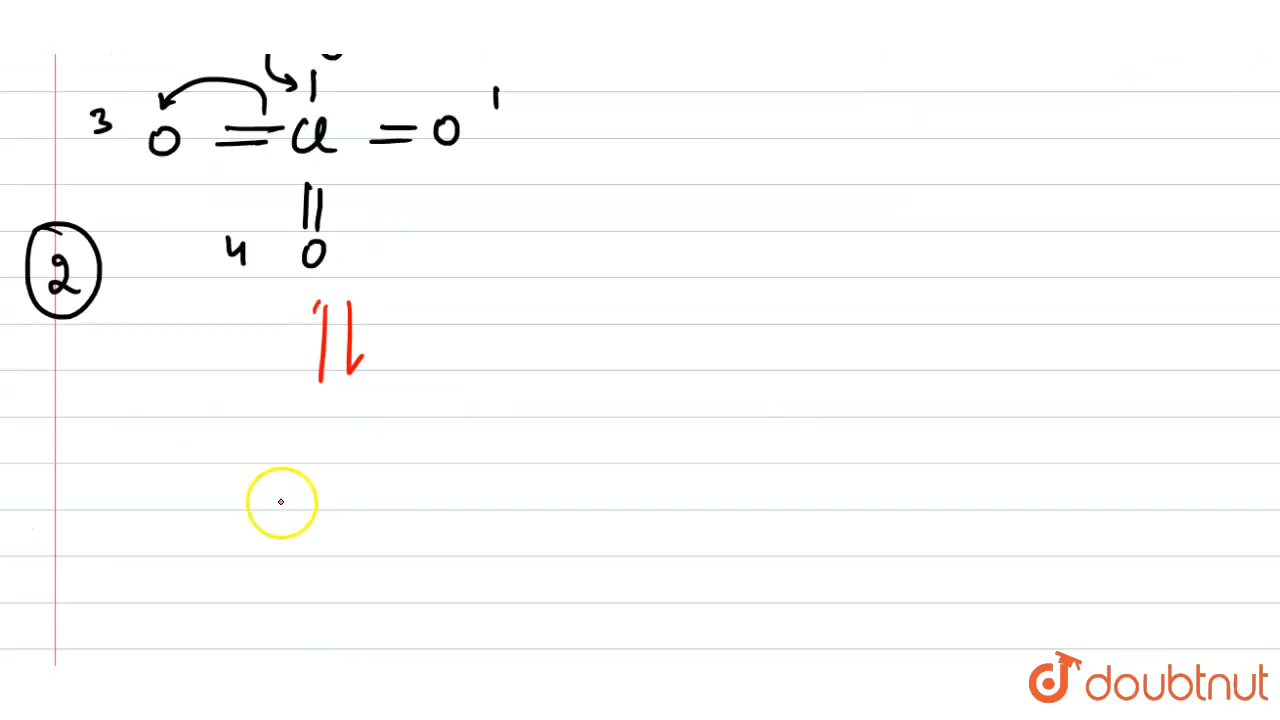 3 O = Cl = O 1
||
4 O
2
doubtnut